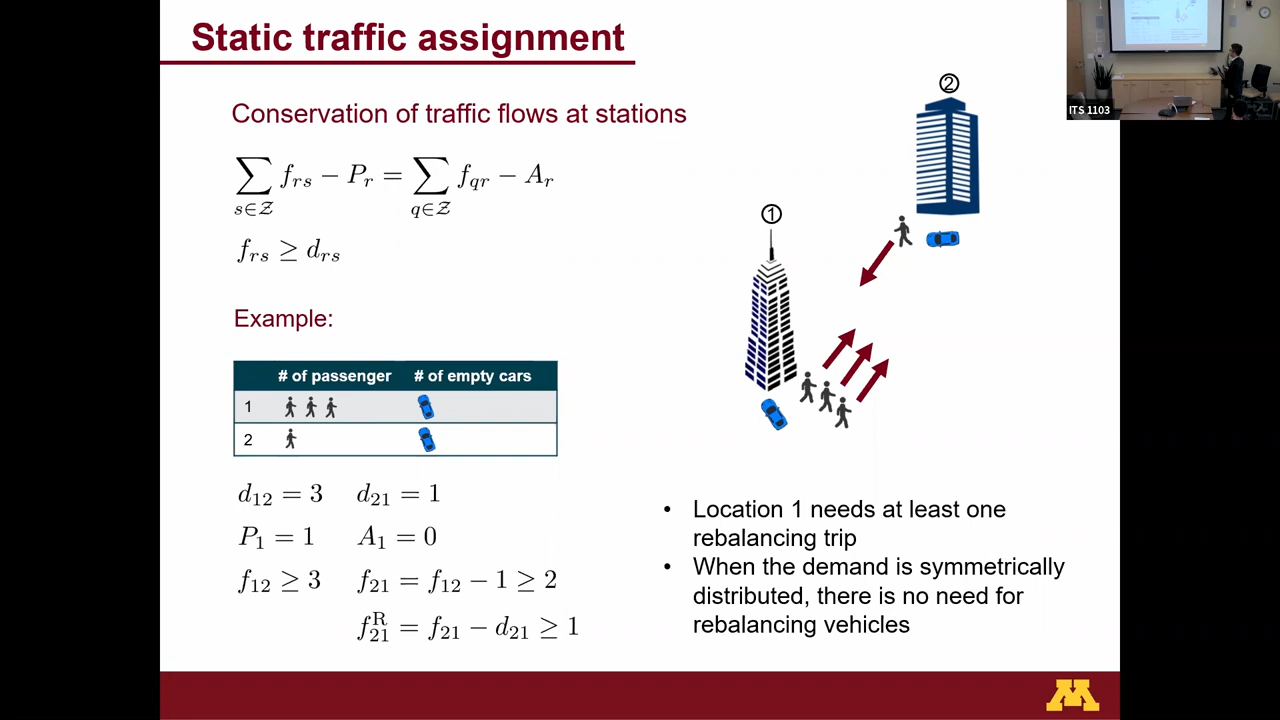 Static traffic assignment
ITS 1103
Conservation of traffic flows at stations
∑_{s∈𝒵} f_{rs} − P_r = ∑_{q∈𝒵} f_{qr} − A_r
f_{rs} ≥ d_{rs}
②
①
Example:
# of passenger # of empty cars
1
2
d_{12} = 3 d_{21} = 1
P_1 = 1 A_1 = 0
f_{12} ≥ 3 f_{21} = f_{12} − 1 ≥ 2
f_{21}^R = f_{21} − d_{21} ≥ 1
• Location 1 needs at least one
rebalancing trip
• When the demand is symmetrically
distributed, there is no need for
rebalancing vehicles
M